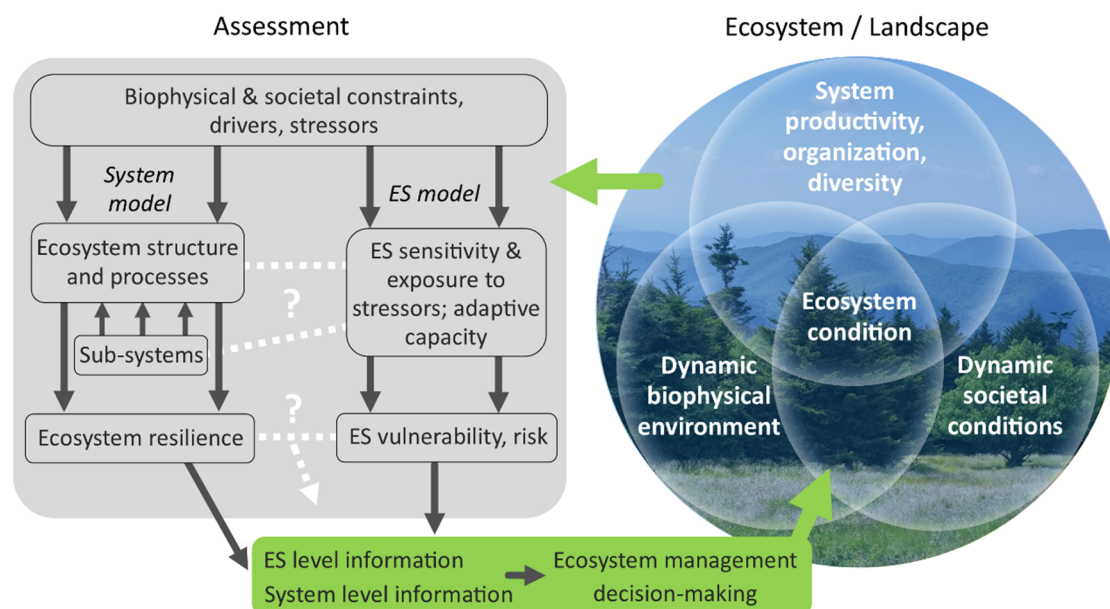 Assessment
Biophysical & societal constraints,
drivers, stressors
System
model
ES model
Ecosystem structure
and processes
ES sensitivity &
exposure to
stressors; adaptive
capacity
?
Sub-systems
?
Ecosystem resilience
ES vulnerability, risk
ES level information
System level information
Ecosystem management
decision-making
Ecosystem / Landscape
System
productivity,
organization,
diversity
Ecosystem
condition
Dynamic
biophysical
environment
Dynamic
societal
conditions